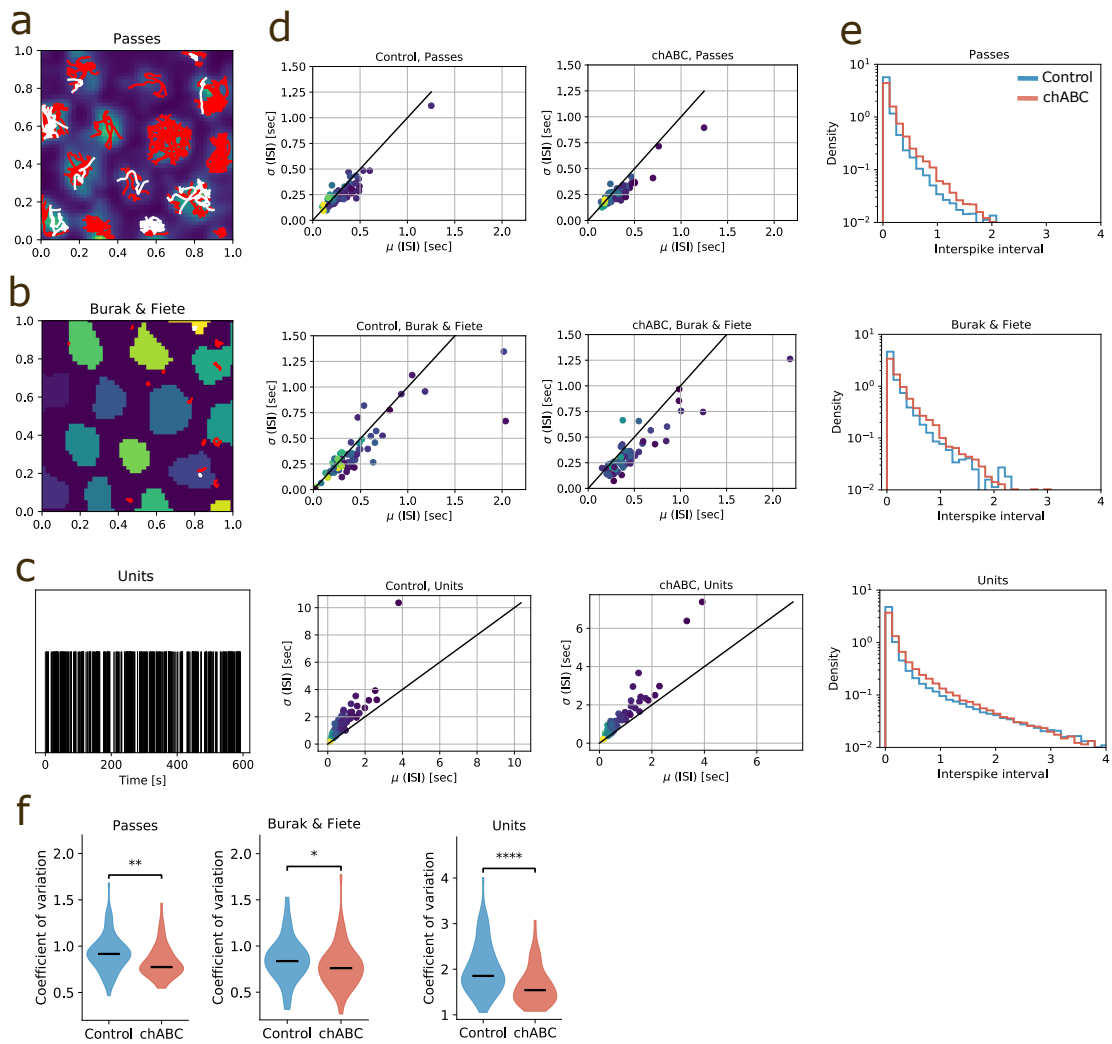 a
Passes
1.0
0.8
0.6
0.4
0.2
0.0
0.0 0.2 0.4 0.6 0.8 1.0
b
Burak & Fiete
1.0
0.8
0.6
0.4
0.2
0.0
0.0 0.2 0.4 0.6 0.8 1.0
c
Units
0 200 400 600
Time [s]
d
Control, Passes
σ (ISI) [sec]
1.50
1.25
1.00
0.75
0.50
0.25
0.00
0.0 0.5 1.0 1.5 2.0
μ (ISI) [sec]
chABC, Passes
σ (ISI) [sec]
1.50
1.25
1.00
0.75
0.50
0.25
0.00
0.0 0.5 1.0 1.5 2.0
μ (ISI) [sec]
Control, Burak & Fiete
σ (ISI) [sec]
1.50
1.25
1.00
0.75
0.50
0.25
0.00
0.0 0.5 1.0 1.5 2.0
μ (ISI) [sec]
chABC, Burak & Fiete
σ (ISI) [sec]
1.50
1.25
1.00
0.75
0.50
0.25
0.00
0.0 0.5 1.0 1.5 2.0
μ (ISI) [sec]
Control, Units
σ (ISI) [sec]
10
8
6
4
2
0
0 2 4 6 8 10
μ (ISI) [sec]
chABC, Units
σ (ISI) [sec]
6
4
2
0
0 2 4 6
μ (ISI) [sec]
e
Passes
Control
chABC
Density
10¹
10⁰
10⁻¹
10⁻²
0 1 2 3 4
Interspike interval
Burak & Fiete
Density
10¹
10⁰
10⁻¹
10⁻²
0 1 2 3 4
Interspike interval
Units
Density
10¹
10⁰
10⁻¹
10⁻²
0 1 2 3 4
Interspike interval
f
Passes
Coefficient of variation
2.0
1.5
1.0
0.5
**
Control chABC
Burak & Fiete
Coefficient of variation
2.0
1.5
1.0
0.5
*
Control chABC
Units
Coefficient of variation
4
3
2
1
****
Control chABC